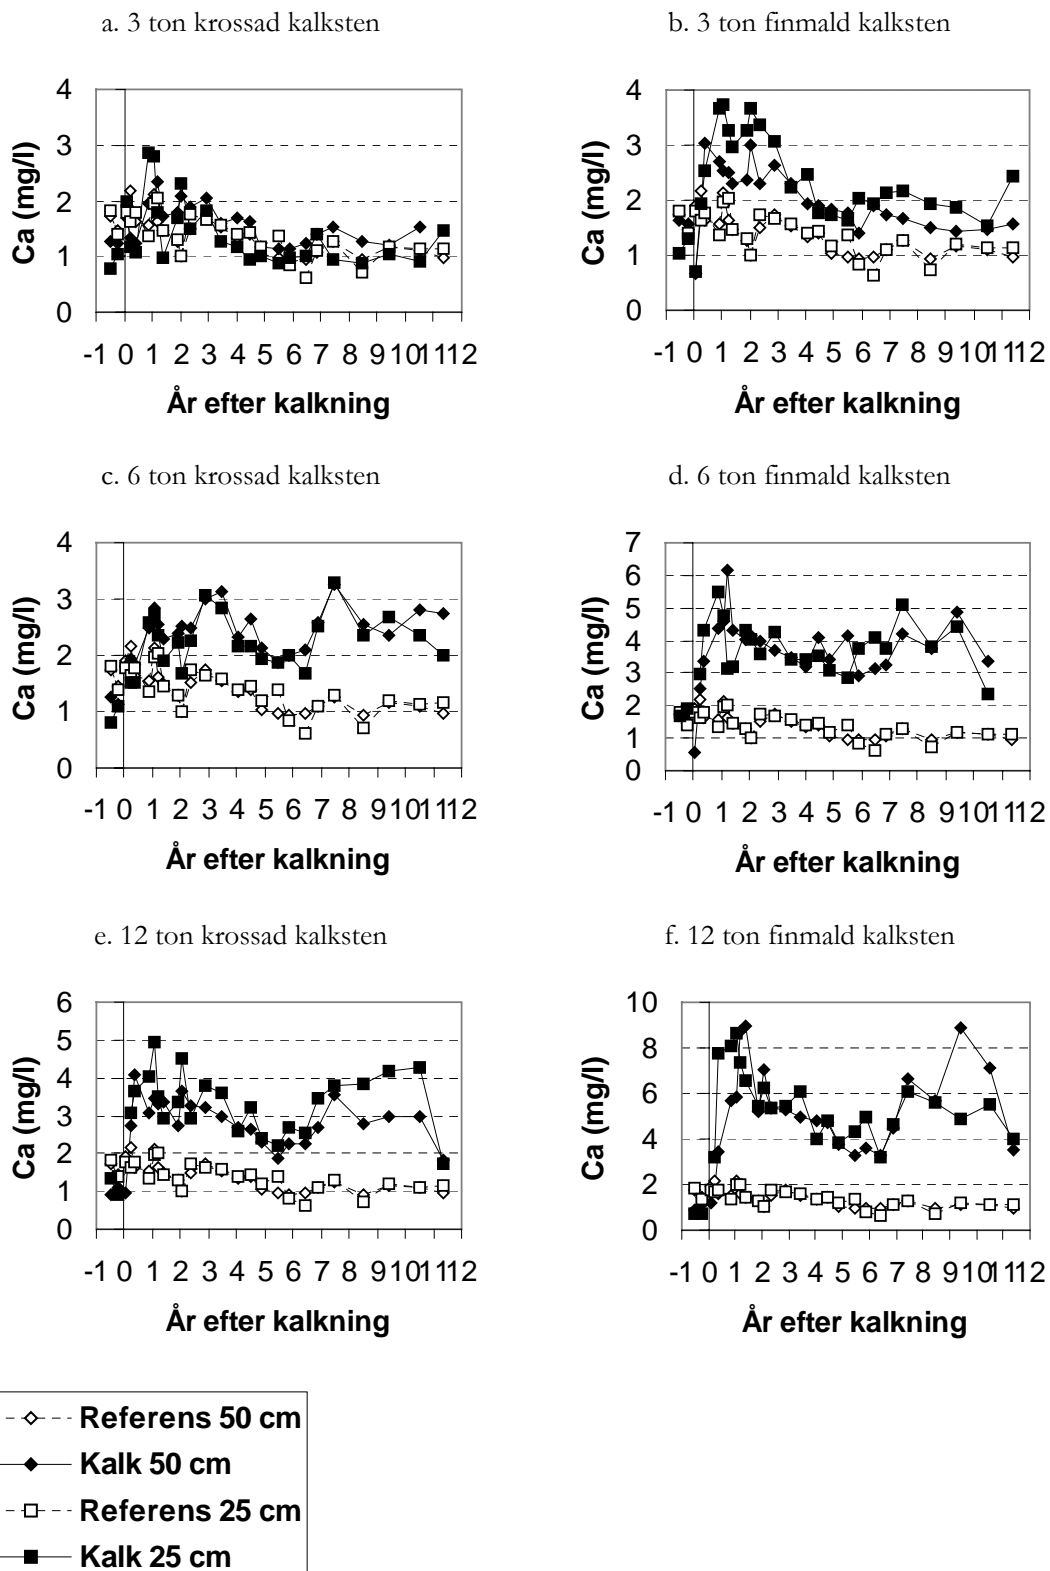 a. 3 ton krossad kalksten
b. 3 ton finmald kalksten
4
3
2
1
0
Ca (mg/l)
-1 0 1 2 3 4 5 6 7 8 9 10 11 12
År efter kalkning
4
3
2
1
0
Ca (mg/l)
-1 0 1 2 3 4 5 6 7 8 9 10 11 12
År efter kalkning
c. 6 ton krossad kalksten
d. 6 ton finmald kalksten
4
3
2
1
0
Ca (mg/l)
-1 0 1 2 3 4 5 6 7 8 9 10 11 12
År efter kalkning
7
6
5
4
3
2
1
0
Ca (mg/l)
-1 0 1 2 3 4 5 6 7 8 9 10 11 12
År efter kalkning
e. 12 ton krossad kalksten
f. 12 ton finmald kalksten
6
5
4
3
2
1
0
Ca (mg/l)
-1 0 1 2 3 4 5 6 7 8 9 10 11 12
År efter kalkning
10
8
6
4
2
0
Ca (mg/l)
-1 0 1 2 3 4 5 6 7 8 9 10 11 12
År efter kalkning
Referens 50 cm
Kalk 50 cm
Referens 25 cm
Kalk 25 cm